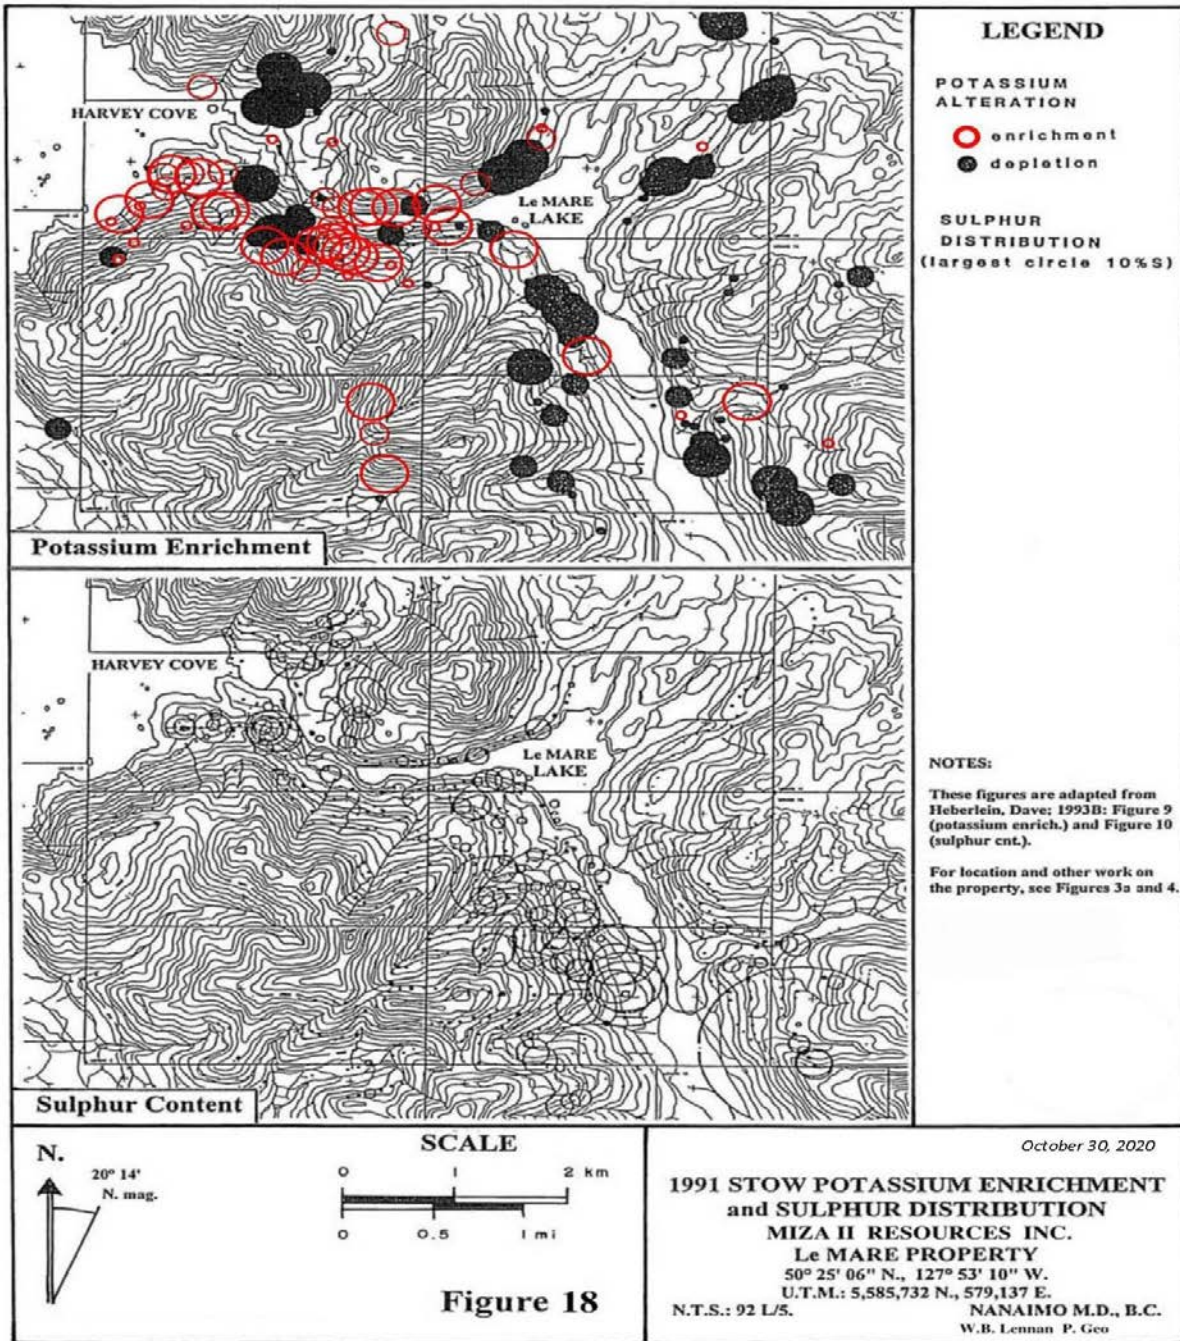 HARVEY COVE
Le MARE
LAKE
Potassium Enrichment
LEGEND
POTASSIUM
ALTERATION
enrichment
depletion
SULPHUR
DISTRIBUTION
(largest circle 10%S)
HARVEY COVE
Le MARE
LAKE
Sulphur Content
NOTES:
These figures are adapted from
Heberlein, Dave; 1993B: Figure 9
(potassium enrich.) and Figure 10
(sulphur cnt.).
For location and other work on
the property, see Figures 3a and 4.
N.
20° 14'
N. mag.
SCALE
0 1 2 km
0 0.5 1 mi
Figure 18
October 30, 2020
1991 STOW POTASSIUM ENRICHMENT
and SULPHUR DISTRIBUTION
MIZA II RESOURCES INC.
Le MARE PROPERTY
50° 25' 06" N., 127° 53' 10" W.
U.T.M.: 5,585,732 N., 579,137 E.
N.T.S.: 92 L/5. NANAIMO M.D., B.C.
W.B. Lennan P. Geo